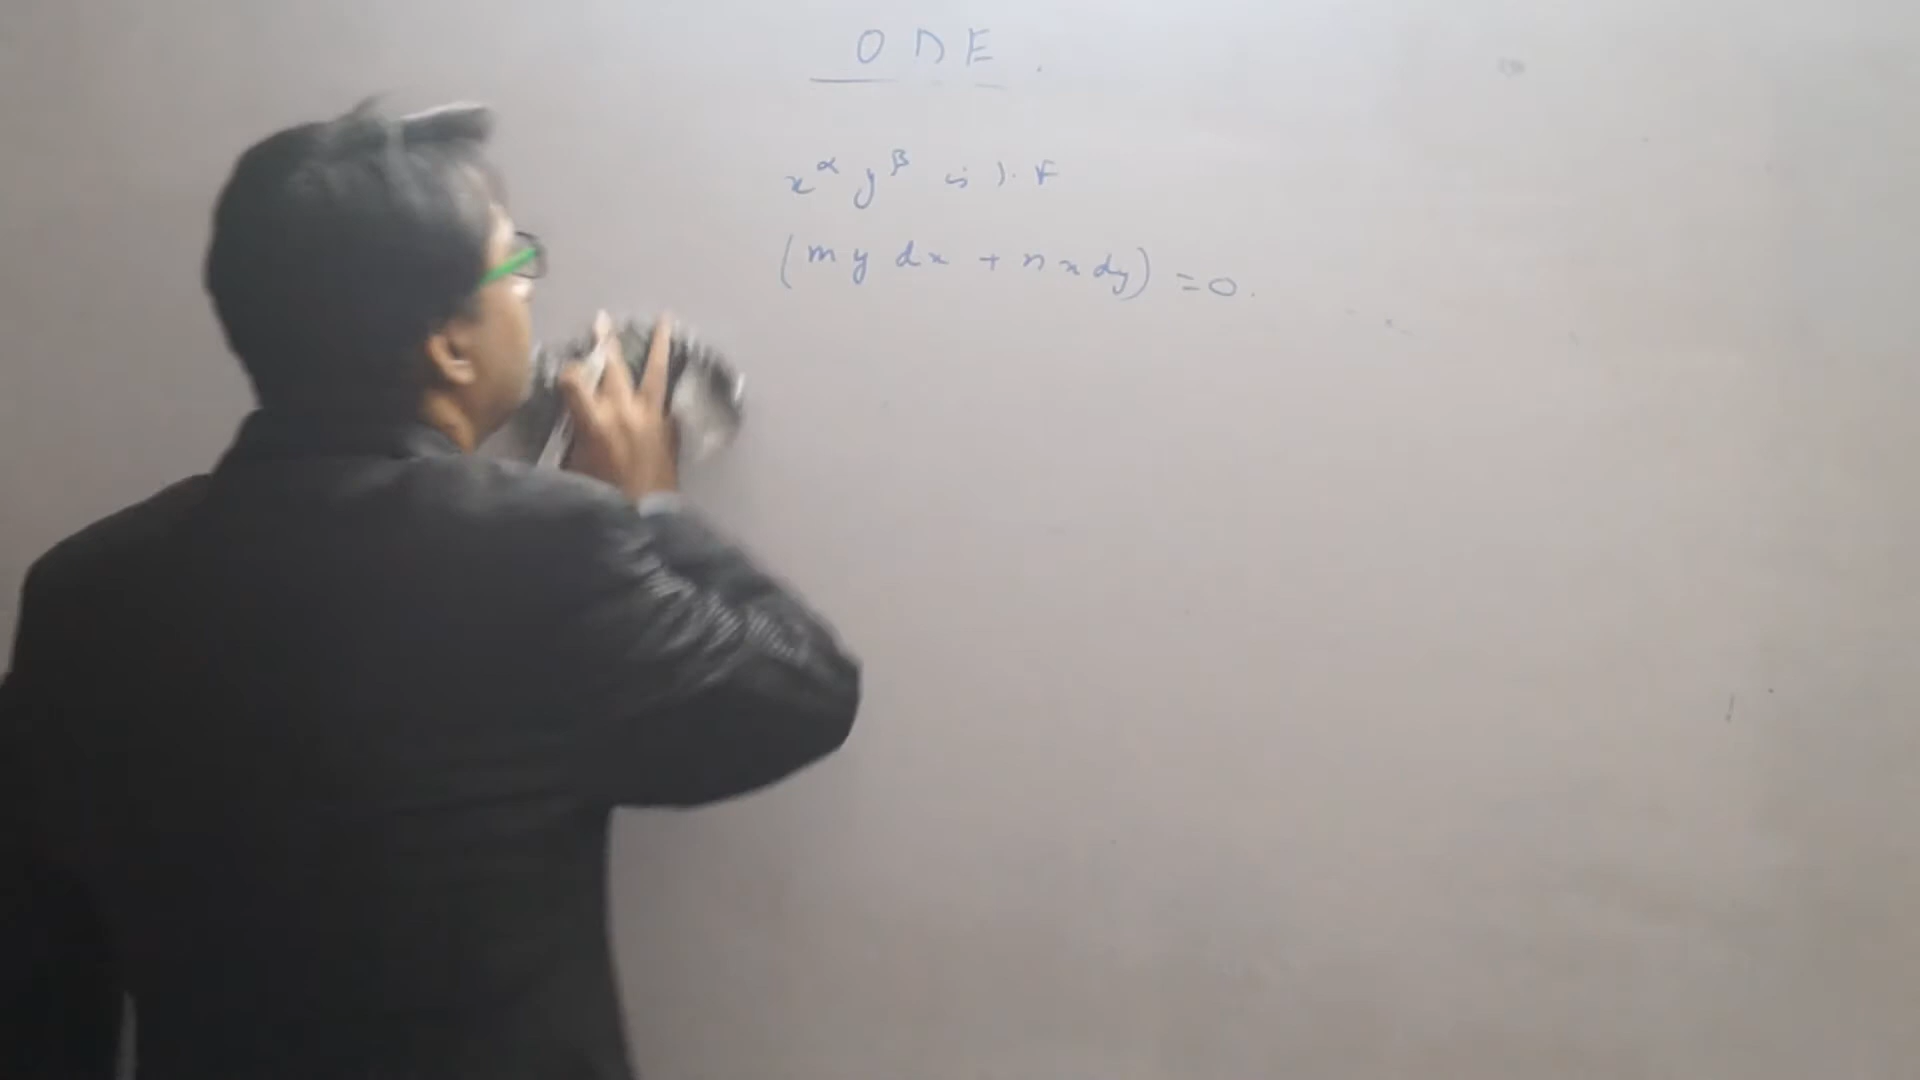 ODE.
x^α y^β is I.F
(my dx + nx dy) = 0.